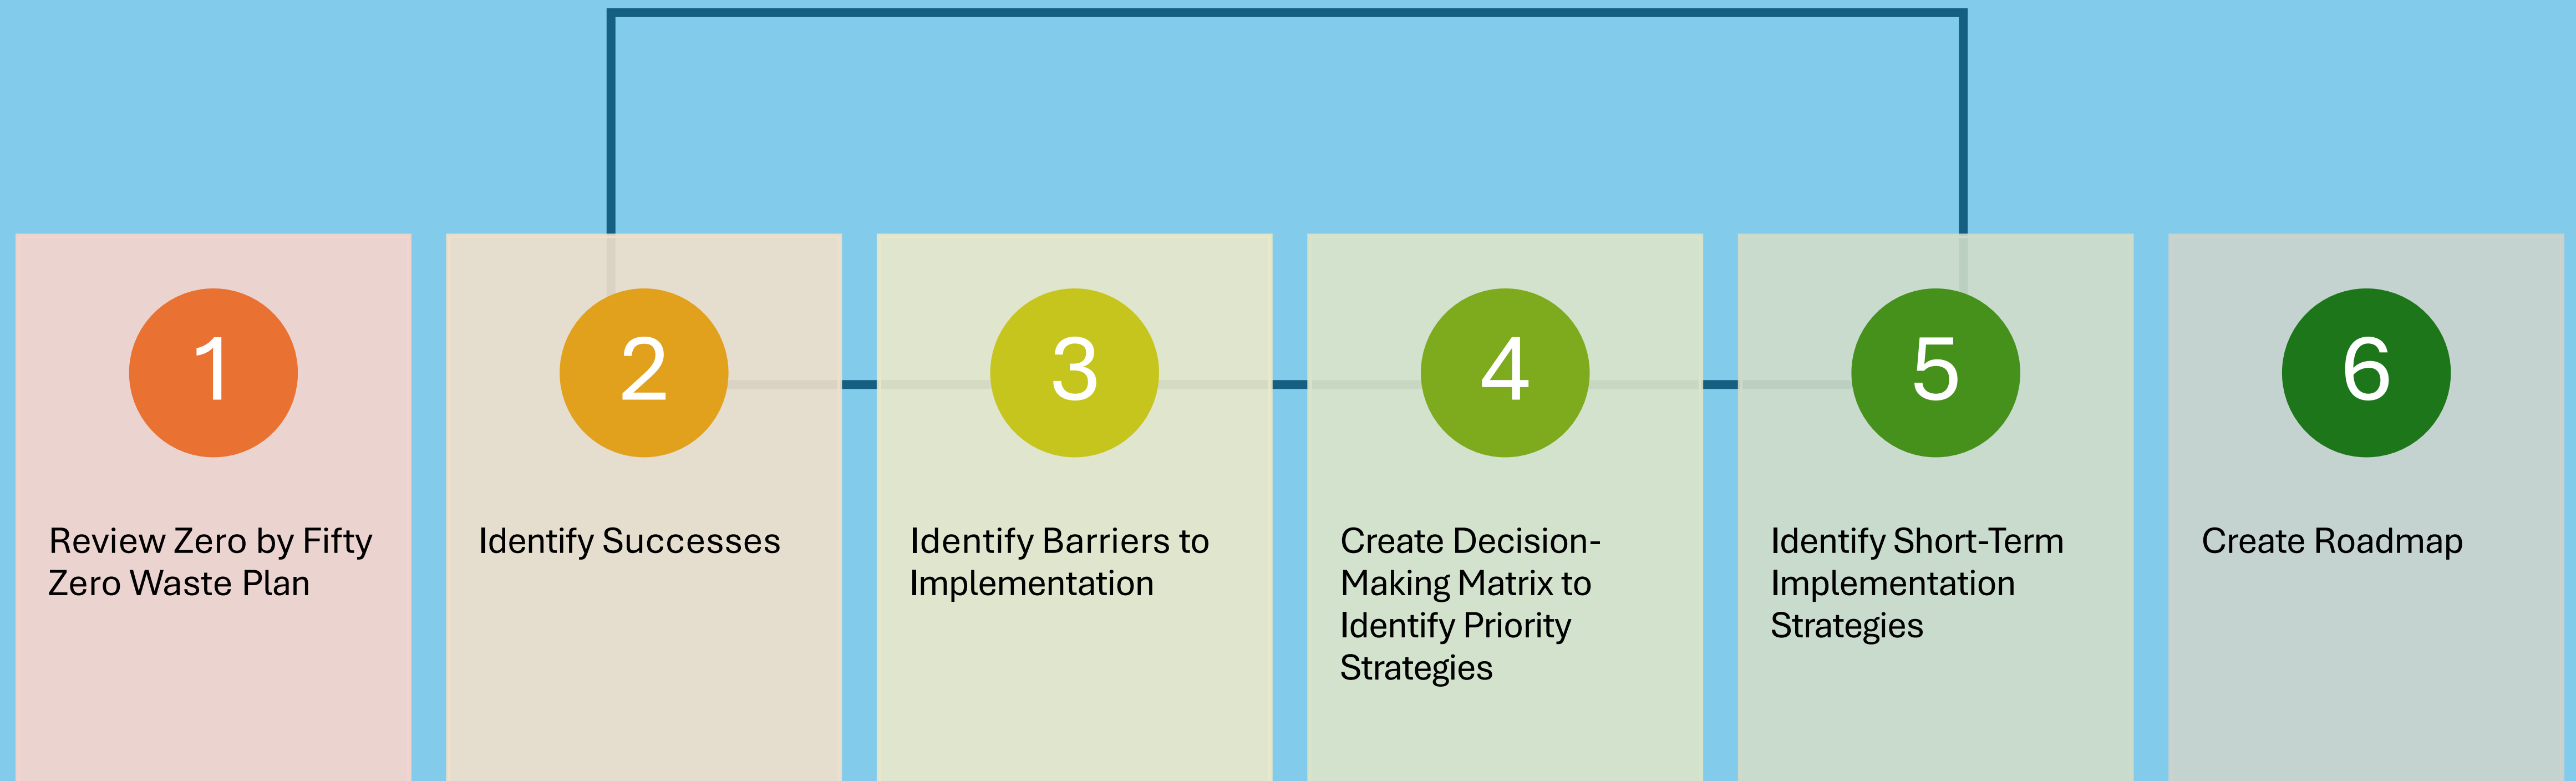 1
Review Zero by Fifty
Zero Waste Plan
2
Identify Successes
3
Identify Barriers to
Implementation
4
Create Decision-
Making Matrix to
Identify Priority
Strategies
5
Identify Short-Term
Implementation
Strategies
6
Create Roadmap